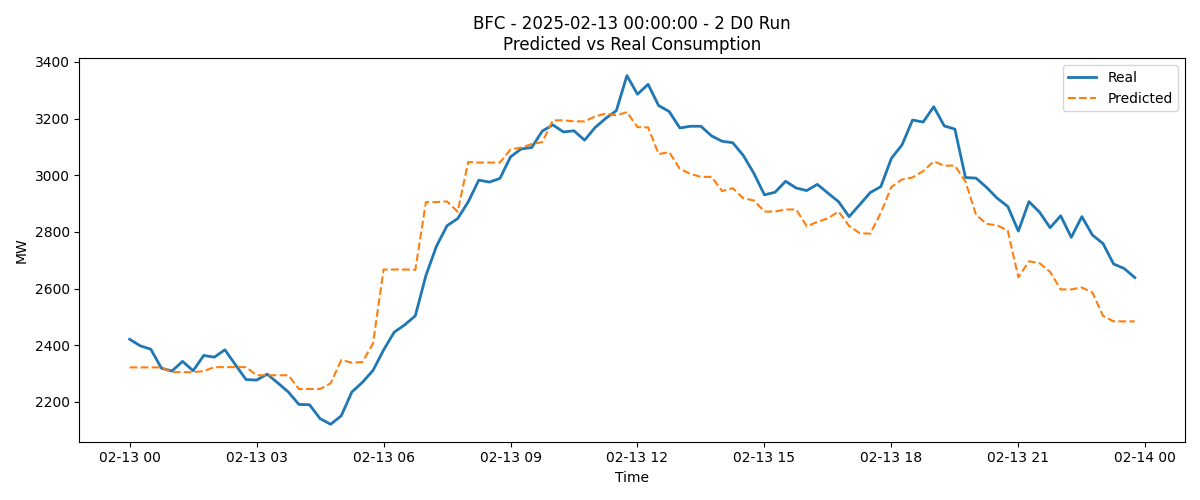 BFC - 2025-02-13 00:00:00 - 2 D0 Run
Predicted vs Real Consumption
Real
Predicted
MW
3400
3200
3000
2800
2600
2400
2200
02-13 00
02-13 03
02-13 06
02-13 09
02-13 12
02-13 15
02-13 18
02-13 21
02-14 00
Time